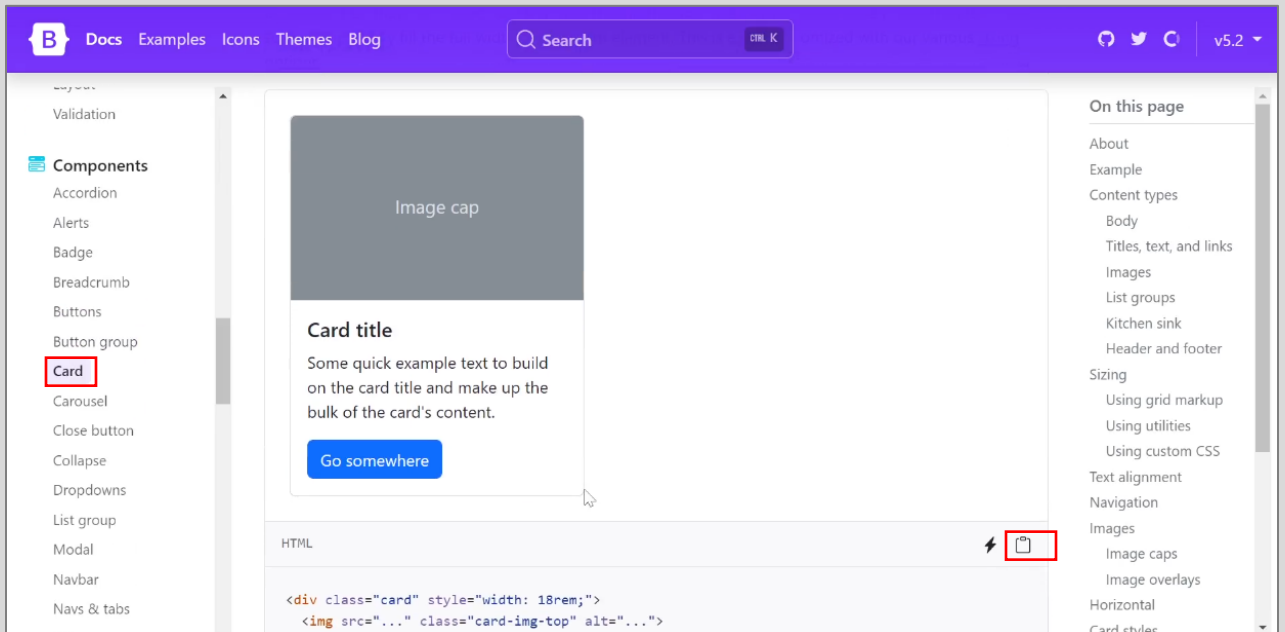 B Docs Examples Icons Themes Blog Search CTRL K v5.2
Layout
Validation
Components
Accordion
Alerts
Badge
Breadcrumb
Buttons
Button group
Card
Carousel
Close button
Collapse
Dropdowns
List group
Modal
Navbar
Navs & tabs
Image cap
Card title
Some quick example text to build
on the card title and make up the
bulk of the card's content.
Go somewhere
HTML
<div class="card" style="width: 18rem;">
<img src="..." class="card-img-top" alt="...">
On this page
About
Example
Content types
Body
Titles, text, and links
Images
List groups
Kitchen sink
Header and footer
Sizing
Using grid markup
Using utilities
Using custom CSS
Text alignment
Navigation
Images
Image caps
Image overlays
Horizontal
Card styles